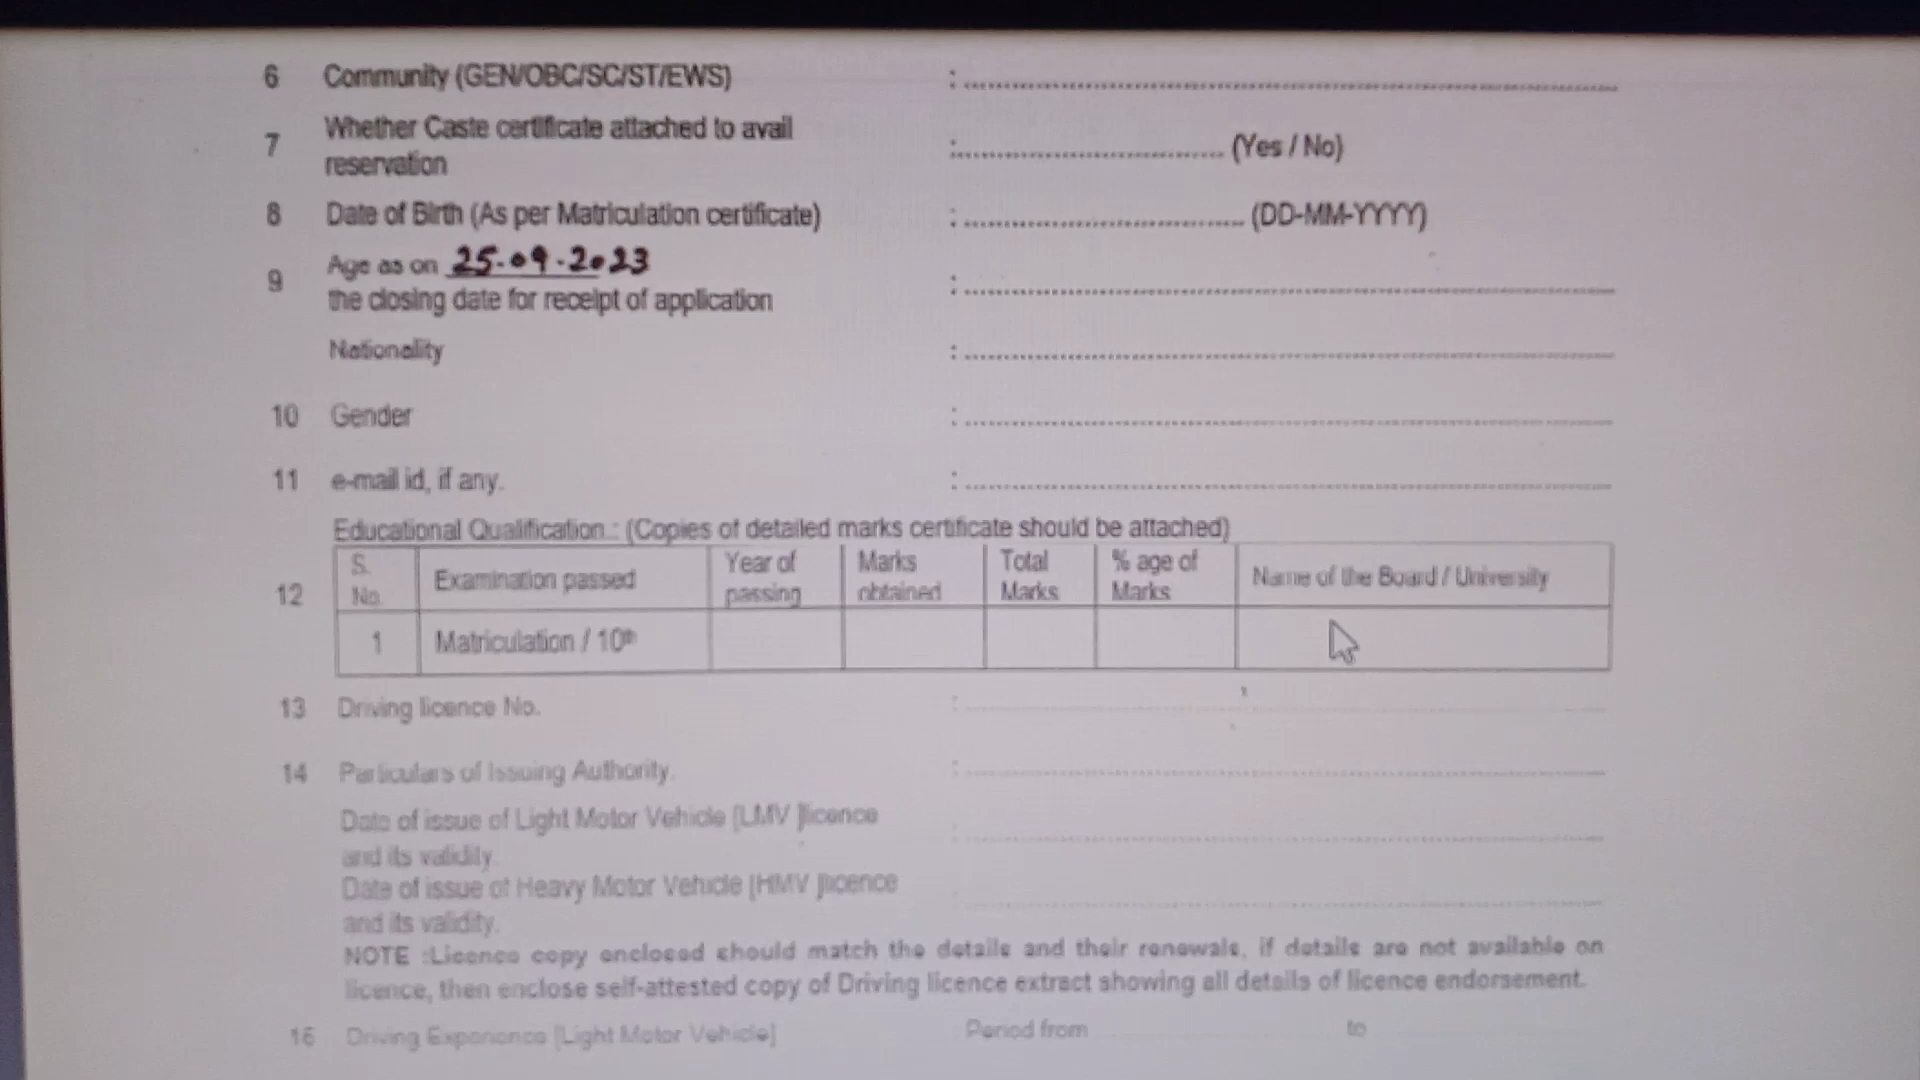 6 Community (GEN/OBC/SC/ST/EWS) :
7 Whether Caste certificate attached to avail
reservation : (Yes / No)
8 Date of Birth (As per Matriculation certificate) : (DD-MM-YYYY)
9 Age as on 25.09.2023
the closing date for receipt of application :
Nationality :
10 Gender :
11 e-mail id, if any. :
Educational Qualification : (Copies of detailed marks certificate should be attached)
12
S. No. Examination passed Year of passing Marks obtained Total Marks % age of Marks Name of the Board / University
1 Matriculation / 10th
13 Driving licence No. :
14 Particulars of Issuing Authority. :
Date of issue of Light Motor Vehicle [LMV ]licence
and its validity.
Date of issue of Heavy Motor Vehicle [HMV ]licence
and its validity.
NOTE :Licence copy enclosed should match the details and their renewals, if details are not available on
licence, then enclose self-attested copy of Driving licence extract showing all details of licence endorsement.
16 Driving Experience [Light Motor Vehicle] Period from to